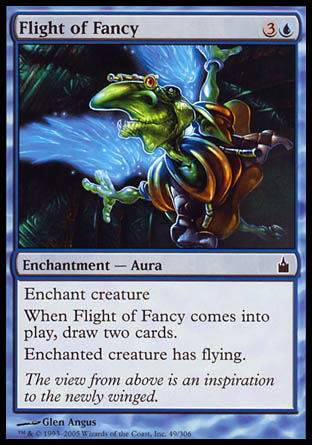 Flight of Fancy 3
Enchantment — Aura
Enchant creature
When Flight of Fancy comes into
play, draw two cards.
Enchanted creature has flying.
The view from above is an inspiration
to the newly winged.
Glen Angus
™ & © 1993–2005 Wizards of the Coast, Inc. 49/306